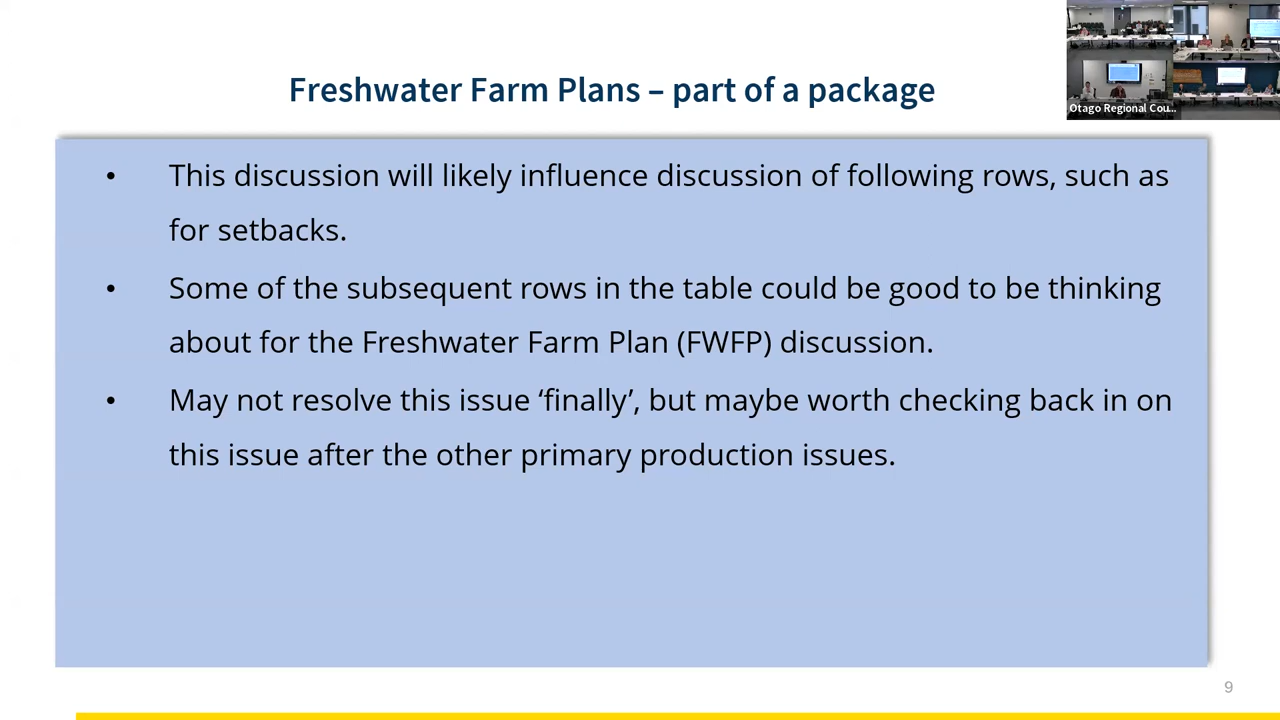 Freshwater Farm Plans – part of a package
Otago Regional Cou...
• This discussion will likely influence discussion of following rows, such as
for setbacks.
• Some of the subsequent rows in the table could be good to be thinking
about for the Freshwater Farm Plan (FWFP) discussion.
• May not resolve this issue ‘finally’, but maybe worth checking back in on
this issue after the other primary production issues.
9